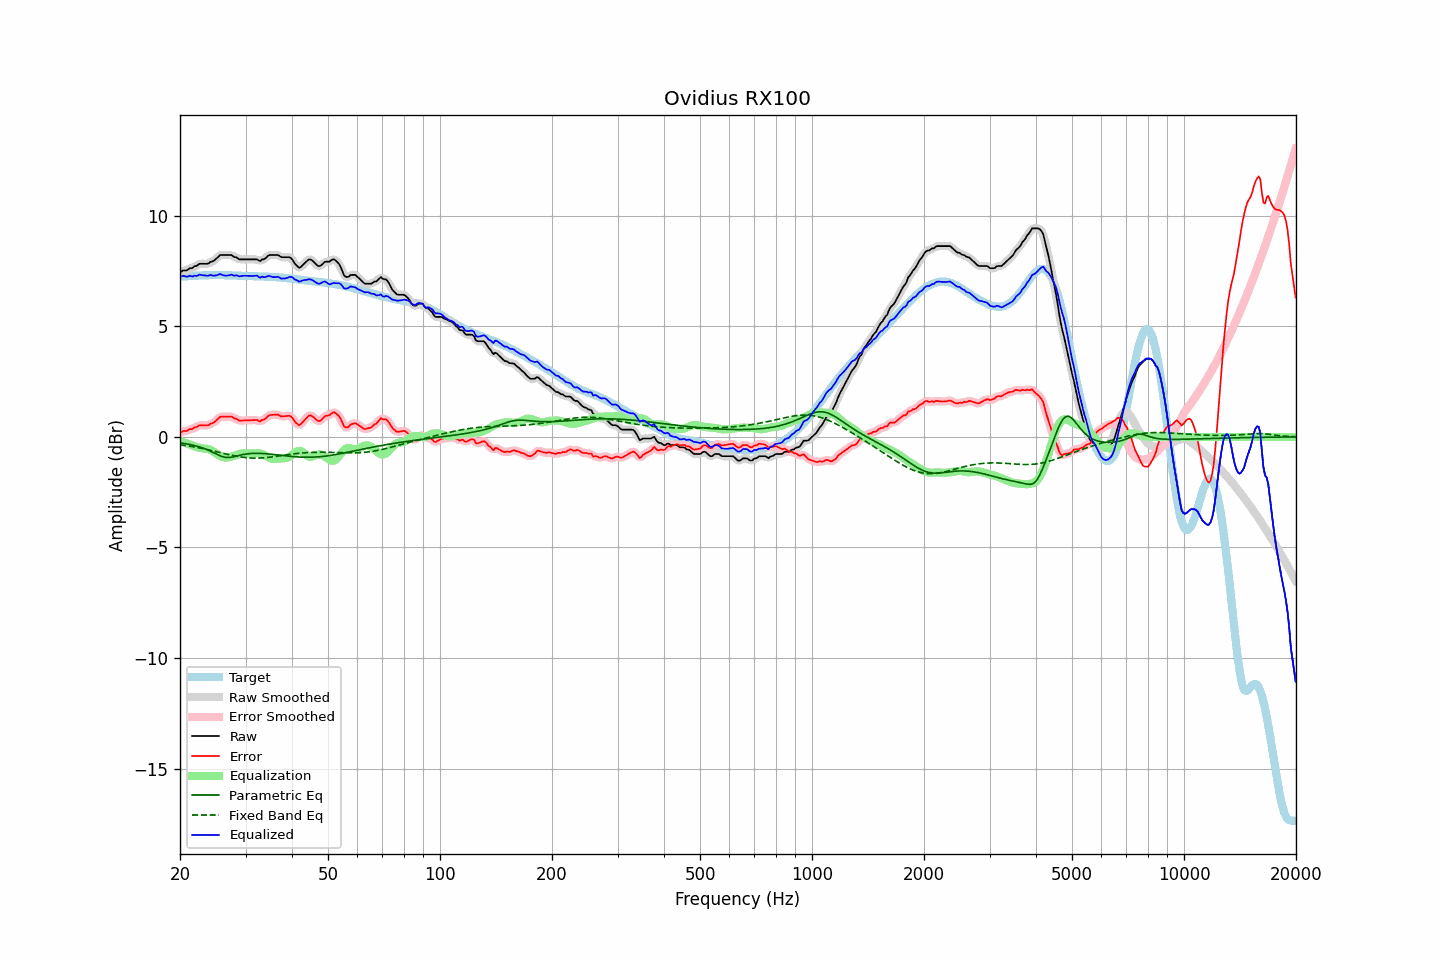 Ovidius RX100
Amplitude (dBr)
10
5
0
−5
−10
−15
Target
Raw Smoothed
Error Smoothed
Raw
Error
Equalization
Parametric Eq
Fixed Band Eq
Equalized
20 50 100 200 500 1000 2000 5000 10000 20000
Frequency (Hz)